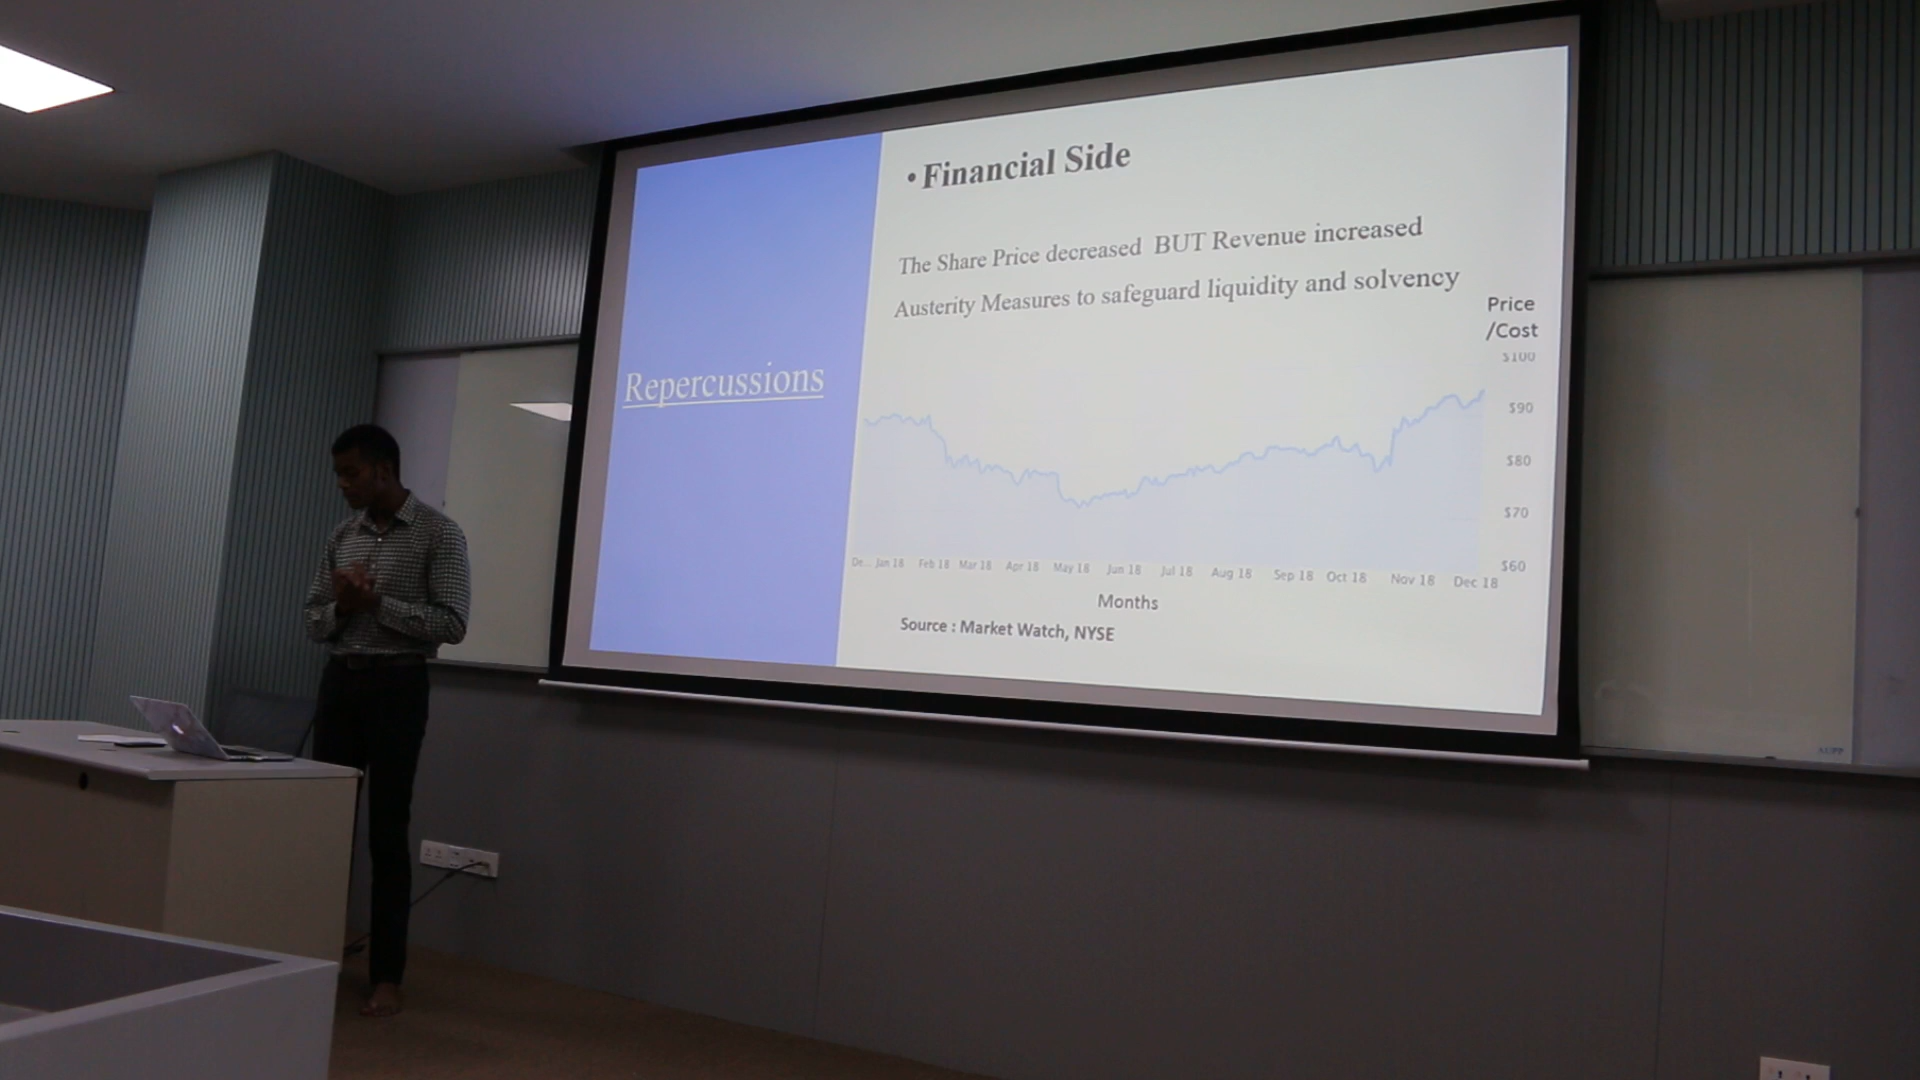 • Financial Side
The Share Price decreased BUT Revenue increased
Austerity Measures to safeguard liquidity and solvency
Repercussions
Price
/Cost
$100
$90
$80
$70
$60
De... Jan 18 Feb 18 Mar 18 Apr 18 May 18 Jun 18 Jul 18 Aug 18 Sep 18 Oct 18 Nov 18 Dec 18
Months
Source : Market Watch, NYSE
AUPP